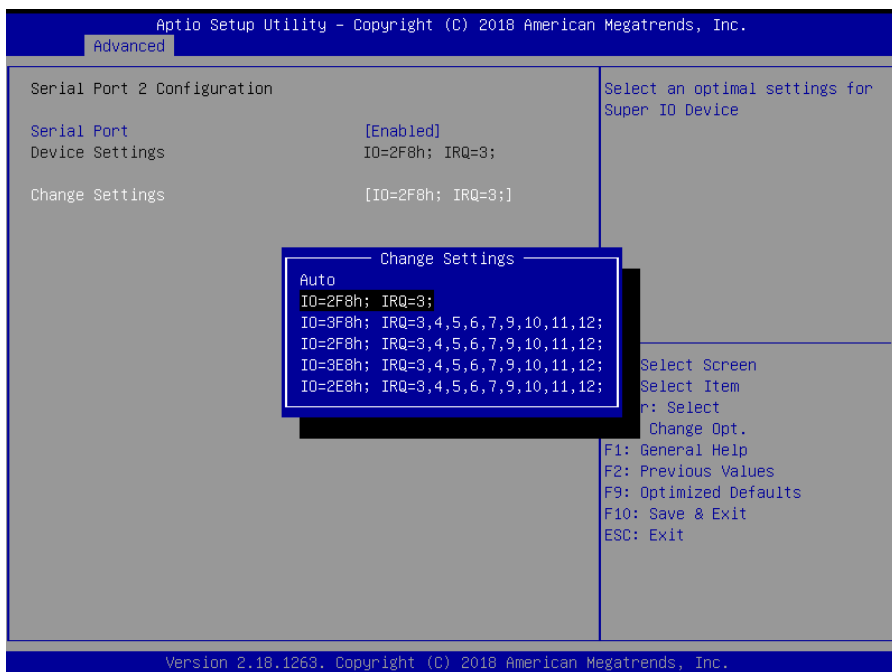 Aptio Setup Utility – Copyright (C) 2018 American Megatrends, Inc.
Advanced
Serial Port 2 Configuration
Serial Port [Enabled]
Device Settings IO=2F8h; IRQ=3;
Change Settings [IO=2F8h; IRQ=3;]
Select an optimal settings for
Super IO Device
Change Settings
Auto
IO=2F8h; IRQ=3;
IO=3F8h; IRQ=3,4,5,6,7,9,10,11,12;
IO=2F8h; IRQ=3,4,5,6,7,9,10,11,12;
IO=3E8h; IRQ=3,4,5,6,7,9,10,11,12;
IO=2E8h; IRQ=3,4,5,6,7,9,10,11,12;
Select Screen
Select Item
r: Select
Change Opt.
F1: General Help
F2: Previous Values
F9: Optimized Defaults
F10: Save & Exit
ESC: Exit
Version 2.18.1263. Copyright (C) 2018 American Megatrends, Inc.